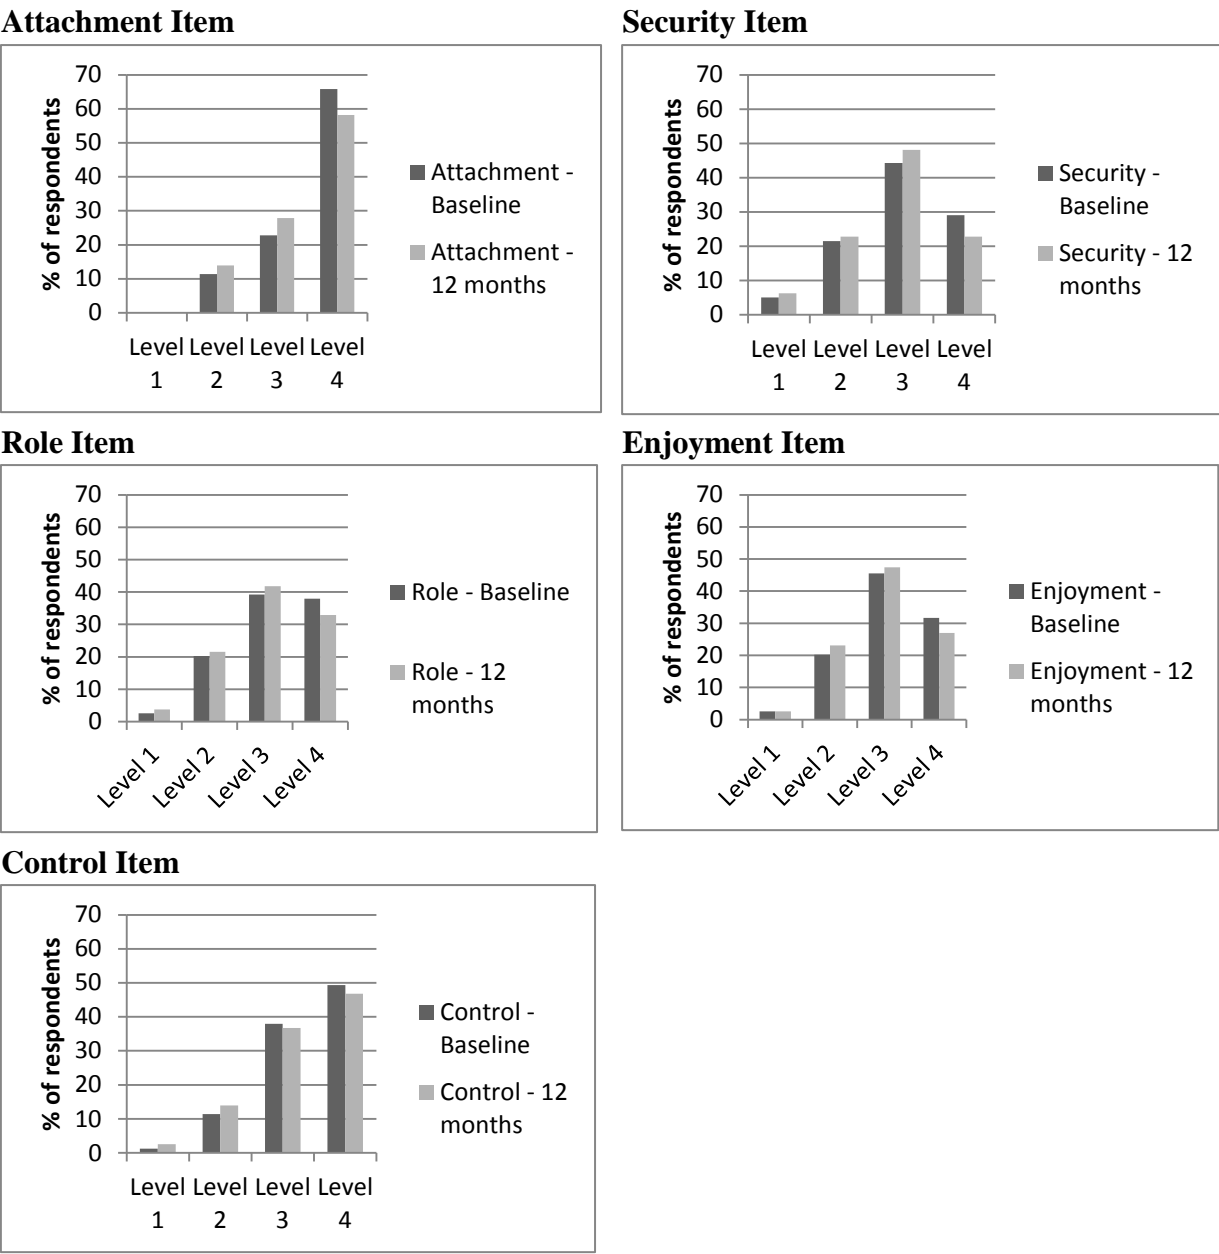 Attachment Item
% of respondents
70
60
50
40
30
20
10
0
Level Level Level Level
1 2 3 4
Attachment -
Baseline
Attachment -
12 months
Security Item
% of respondents
70
60
50
40
30
20
10
0
Level Level Level Level
1 2 3 4
Security -
Baseline
Security - 12
months
Role Item
% of respondents
70
60
50
40
30
20
10
0
Level 1 Level 2 Level 3 Level 4
Role - Baseline
Role - 12
months
Enjoyment Item
% of respondents
70
60
50
40
30
20
10
0
Level 1 Level 2 Level 3 Level 4
Enjoyment -
Baseline
Enjoyment - 12
months
Control Item
% of respondents
70
60
50
40
30
20
10
0
Level Level Level Level
1 2 3 4
Control -
Baseline
Control - 12
months